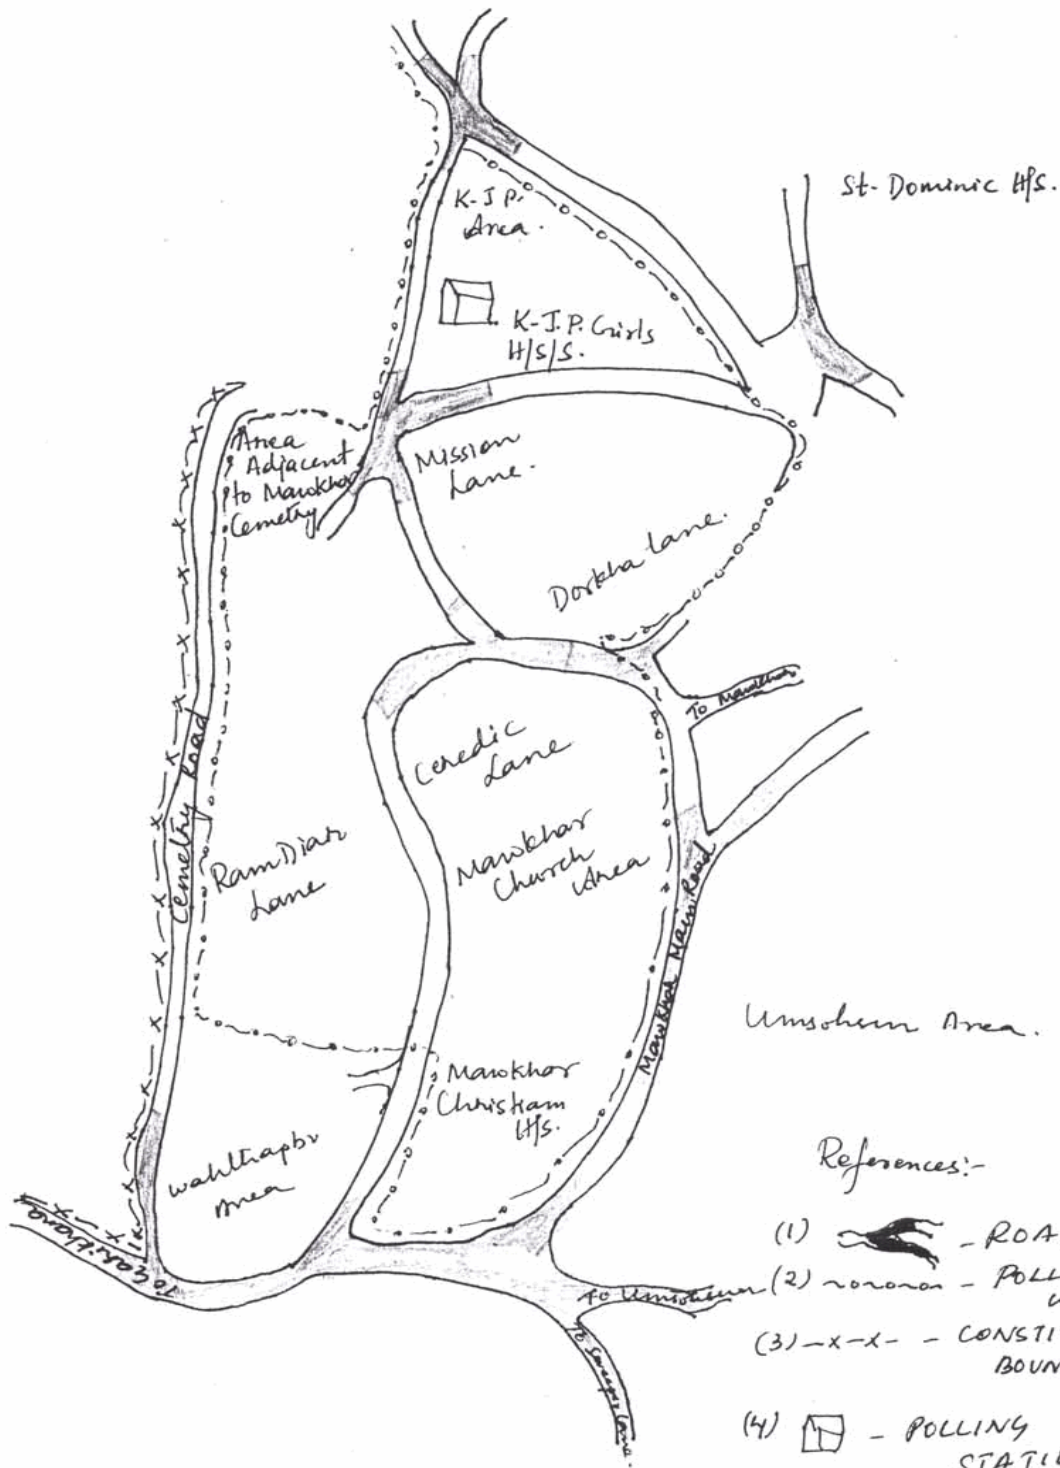 St- Dominic H/S.
K-J P.
Area.
K-J.P. Girls
H/S/S.
Area
Adjacent
to Mawkhar
Cemetry
Mission
Lane.
Dorkha Lane.
To Mawkhar
Ceredic
Lane
Cemetry Road
Mawkhar
Church
Area
Lane
Mawkhar Main Road
Umsohsun Area.
Mawkhar
Christian
H/S.
Area
References:-
(1) - ROA
(2) - POLL
(3) -x-x- - CONSTI
BOUN
(4) - POLLING
STATI
To Umsohsun